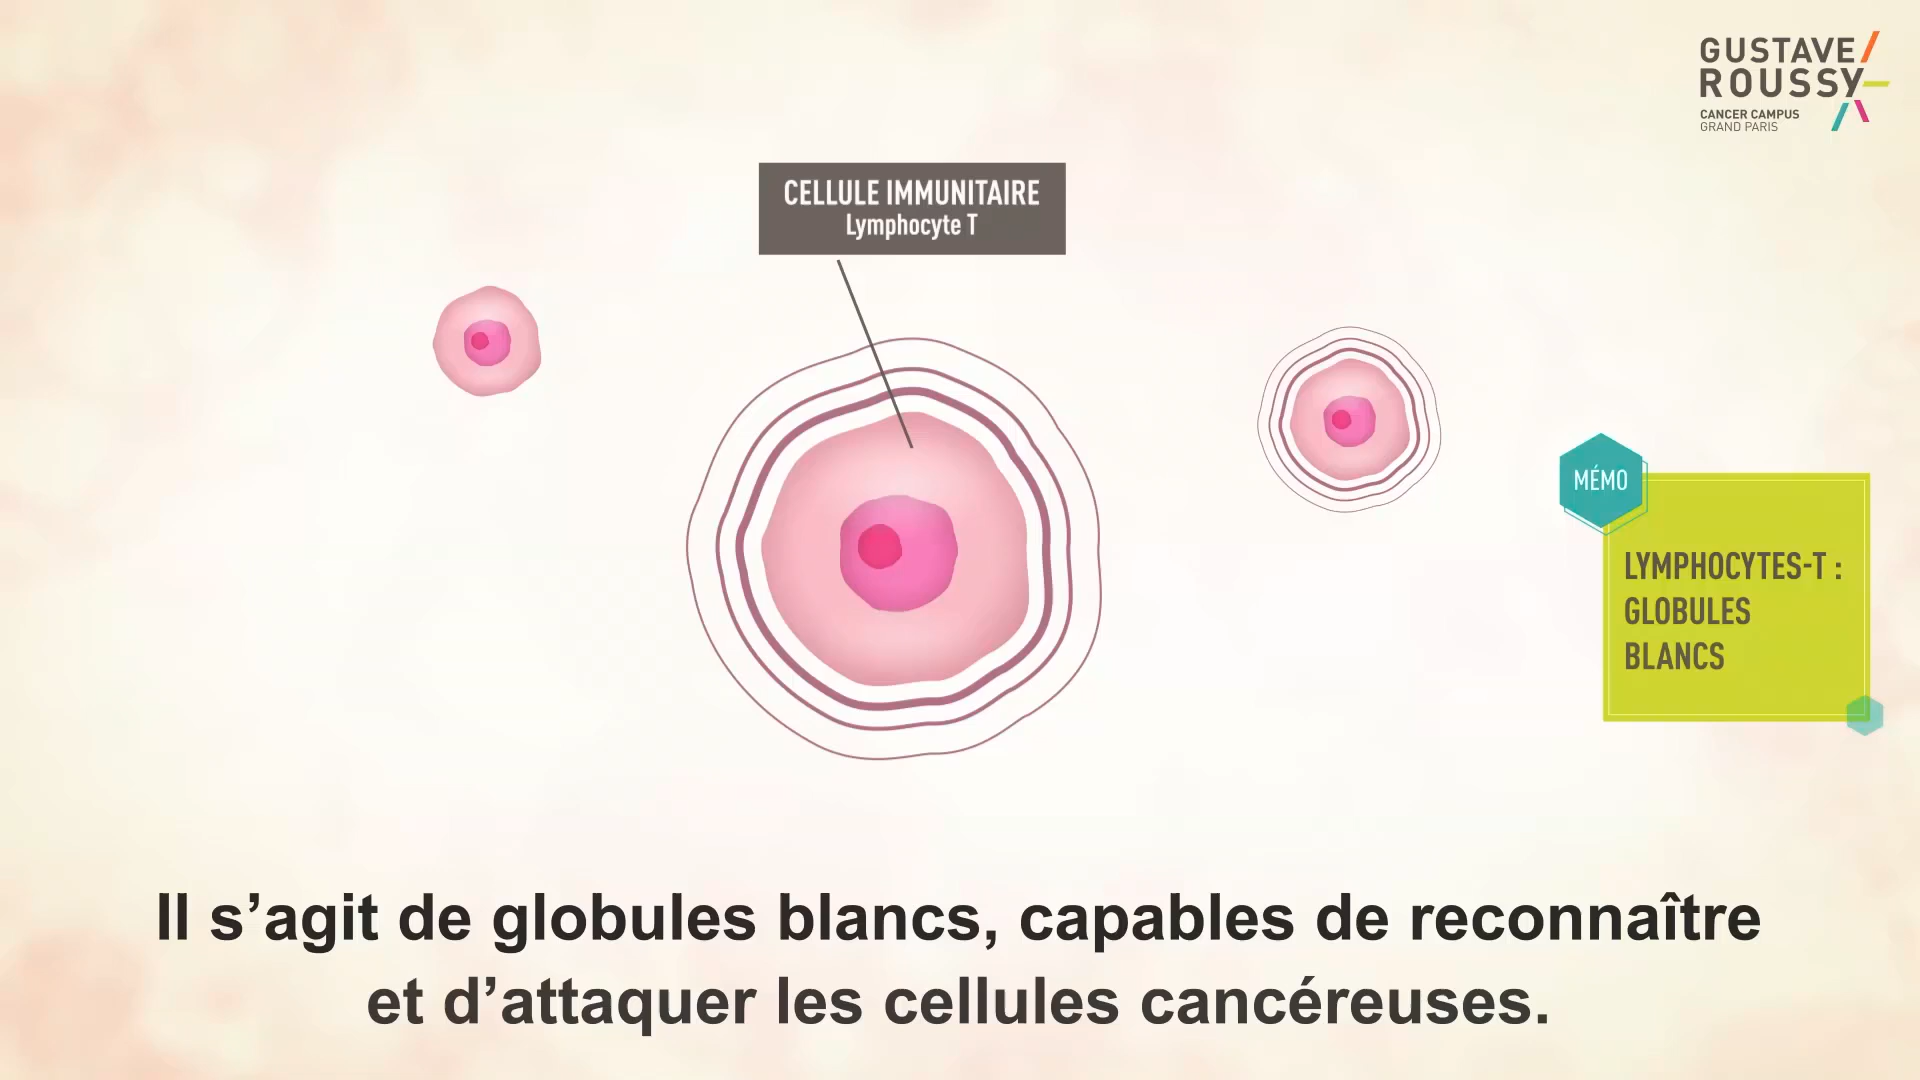 GUSTAVE
ROUSSY
CANCER CAMPUS
GRAND PARIS
CELLULE IMMUNITAIRE
Lymphocyte T
MÉMO
LYMPHOCYTES-T :
GLOBULES
BLANCS
Il s’agit de globules blancs, capables de reconnaître
et d’attaquer les cellules cancéreuses.